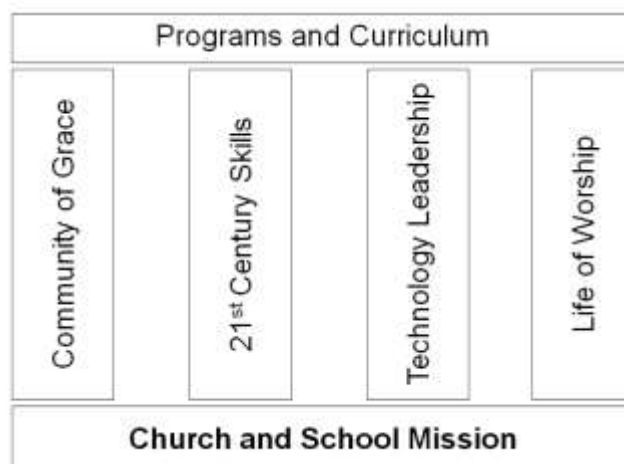 Programs and Curriculum
Community of Grace
21st Century Skills
Technology Leadership
Life of Worship
Church and School Mission